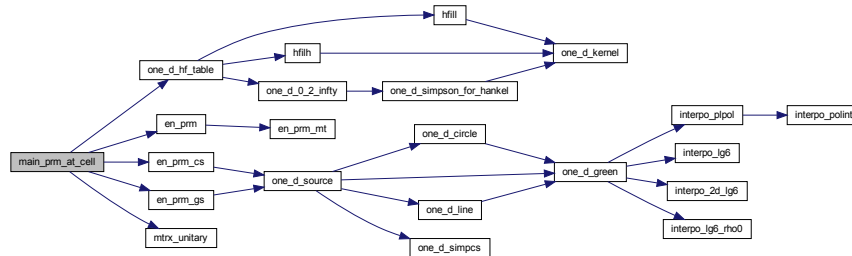 hfill
hfilh
one_d_kernel
one_d_hf_table
one_d_0_2_infty
one_d_simpson_for_hankel
interpo_plpol
interpo_polint
en_prm
en_prm_mt
one_d_circle
interpo_lg6
main_prm_at_cell
en_prm_cs
one_d_source
one_d_green
interpo_2d_lg6
en_prm_gs
one_d_line
interpo_lg6_rho0
mtrx_unitary
one_d_simpcs